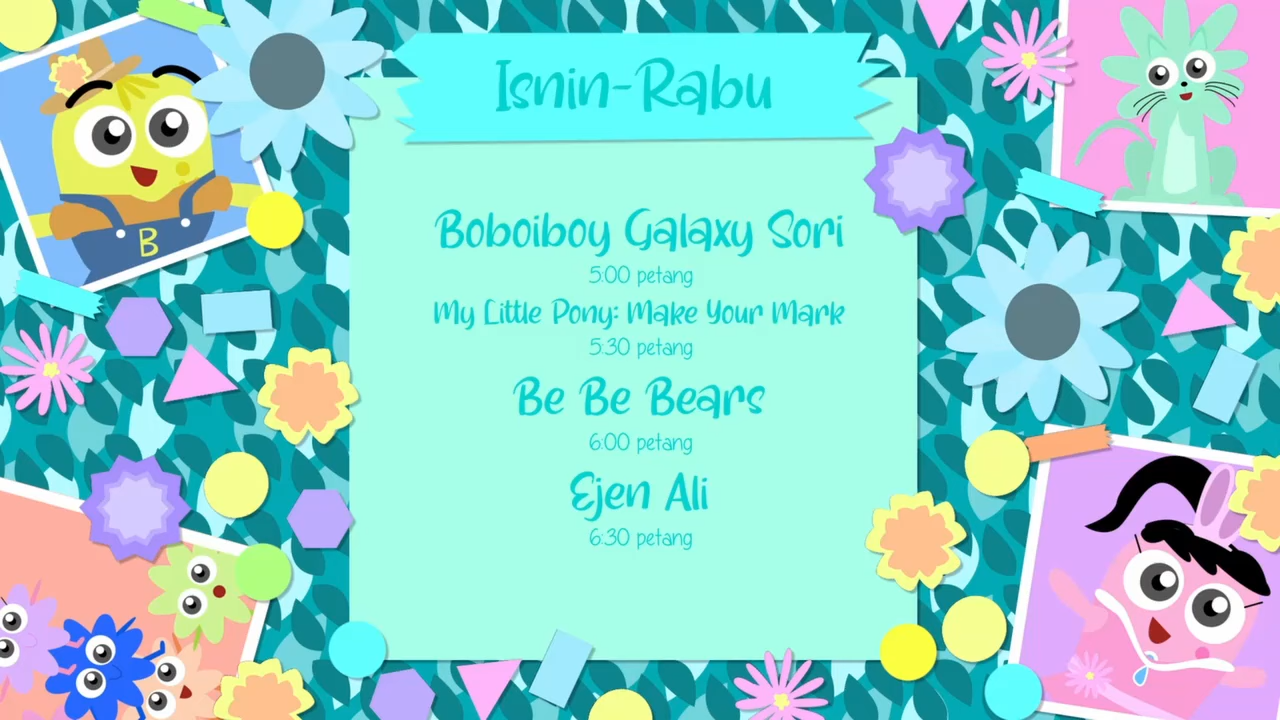 Isnin-Rabu
Boboiboy Galaxy Sori
5:00 petang
My Little Pony: Make Your Mark
5:30 petang
Be Be Bears
6:00 petang
Ejen Ali
6:30 petang
B